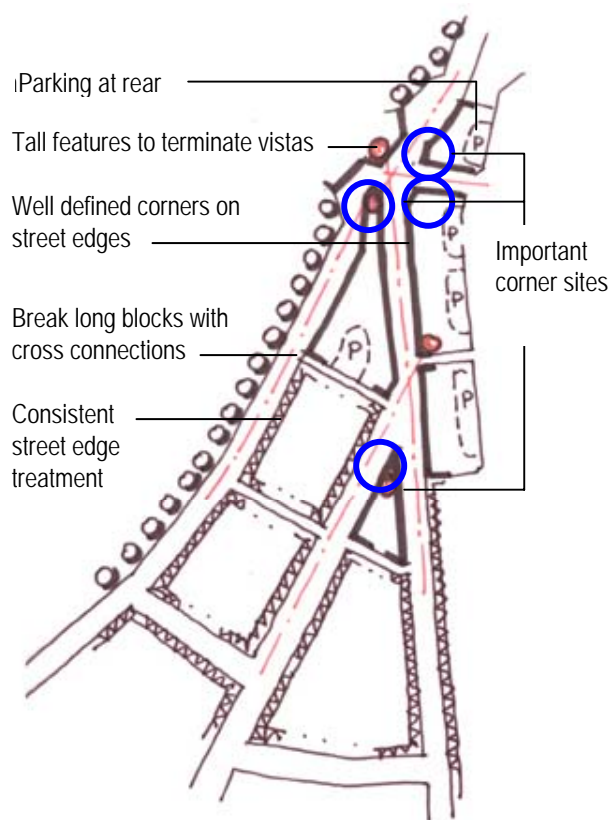 Parking at rear
P
Tall features to terminate vistas
Well defined corners on
street edges
P
Important
corner sites
Break long blocks with
cross connections
P
P
Consistent
street edge
treatment